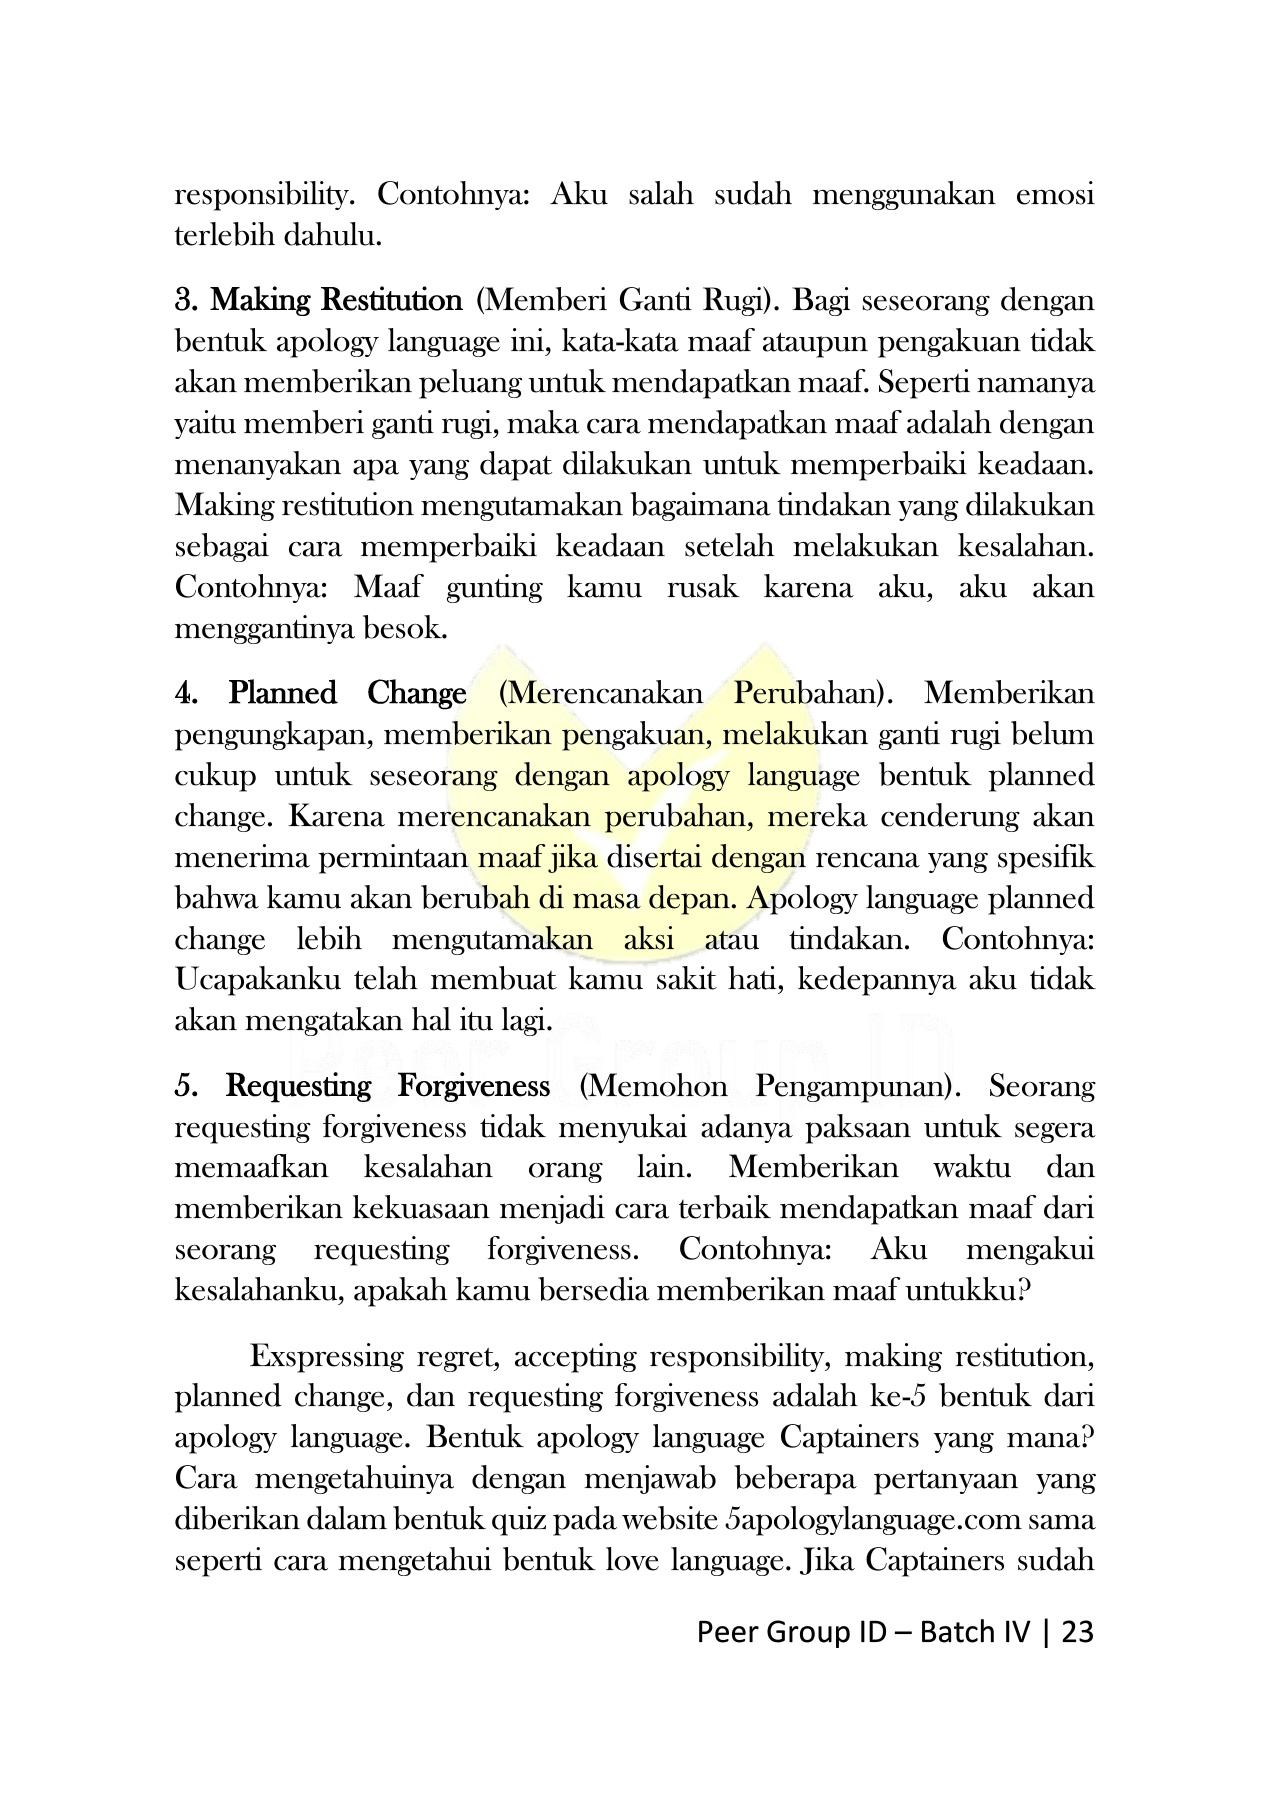 responsibility. Contohnya: Aku salah sudah menggunakan emosi
terlebih dahulu.
3. Making Restitution (Memberi Ganti Rugi). Bagi seseorang dengan
bentuk apology language ini, kata-kata maaf ataupun pengakuan tidak
akan memberikan peluang untuk mendapatkan maaf. Seperti namanya
yaitu memberi ganti rugi, maka cara mendapatkan maaf adalah dengan
menanyakan apa yang dapat dilakukan untuk memperbaiki keadaan.
Making restitution mengutamakan bagaimana tindakan yang dilakukan
sebagai cara memperbaiki keadaan setelah melakukan kesalahan.
Contohnya: Maaf gunting kamu rusak karena aku, aku akan
menggantinya besok.
4. Planned Change (Merencanakan Perubahan). Memberikan
pengungkapan, memberikan pengakuan, melakukan ganti rugi belum
cukup untuk seseorang dengan apology language bentuk planned
change. Karena merencanakan perubahan, mereka cenderung akan
menerima permintaan maaf jika disertai dengan rencana yang spesifik
bahwa kamu akan berubah di masa depan. Apology language planned
change lebih mengutamakan aksi atau tindakan. Contohnya:
Ucapakanku telah membuat kamu sakit hati, kedepannya aku tidak
akan mengatakan hal itu lagi.
Peer Group ID
5. Requesting Forgiveness (Memohon Pengampunan). Seorang
requesting forgiveness tidak menyukai adanya paksaan untuk segera
memaafkan kesalahan orang lain. Memberikan waktu dan
memberikan kekuasaan menjadi cara terbaik mendapatkan maaf dari
seorang requesting forgiveness. Contohnya: Aku mengakui
kesalahanku, apakah kamu bersedia memberikan maaf untukku?
Exspressing regret, accepting responsibility, making restitution,
planned change, dan requesting forgiveness adalah ke-5 bentuk dari
apology language. Bentuk apology language Captainers yang mana?
Cara mengetahuinya dengan menjawab beberapa pertanyaan yang
diberikan dalam bentuk quiz pada website 5apologylanguage.com sama
seperti cara mengetahui bentuk love language. Jika Captainers sudah
Peer Group ID – Batch IV | 23